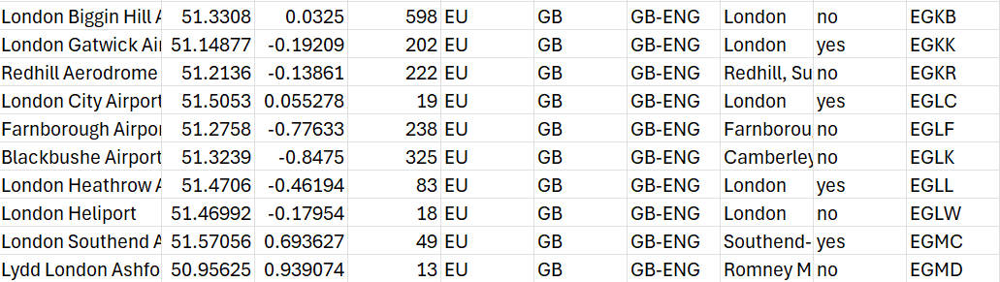 London Biggin Hill A 51.3308 0.0325 598 EU GB GB-ENG London no EGKB
London Gatwick Air 51.14877 -0.19209 202 EU GB GB-ENG London yes EGKK
Redhill Aerodrome 51.2136 -0.13861 222 EU GB GB-ENG Redhill, Su no EGKR
London City Airport 51.5053 0.055278 19 EU GB GB-ENG London yes EGLC
Farnborough Airpor 51.2758 -0.77633 238 EU GB GB-ENG Farnborou no EGLF
Blackbushe Airport 51.3239 -0.8475 325 EU GB GB-ENG Camberley no EGLK
London Heathrow A 51.4706 -0.46194 83 EU GB GB-ENG London yes EGLL
London Heliport 51.46992 -0.17954 18 EU GB GB-ENG London no EGLW
London Southend A 51.57056 0.693627 49 EU GB GB-ENG Southend- yes EGMC
Lydd London Ashfo 50.95625 0.939074 13 EU GB GB-ENG Romney M no EGMD